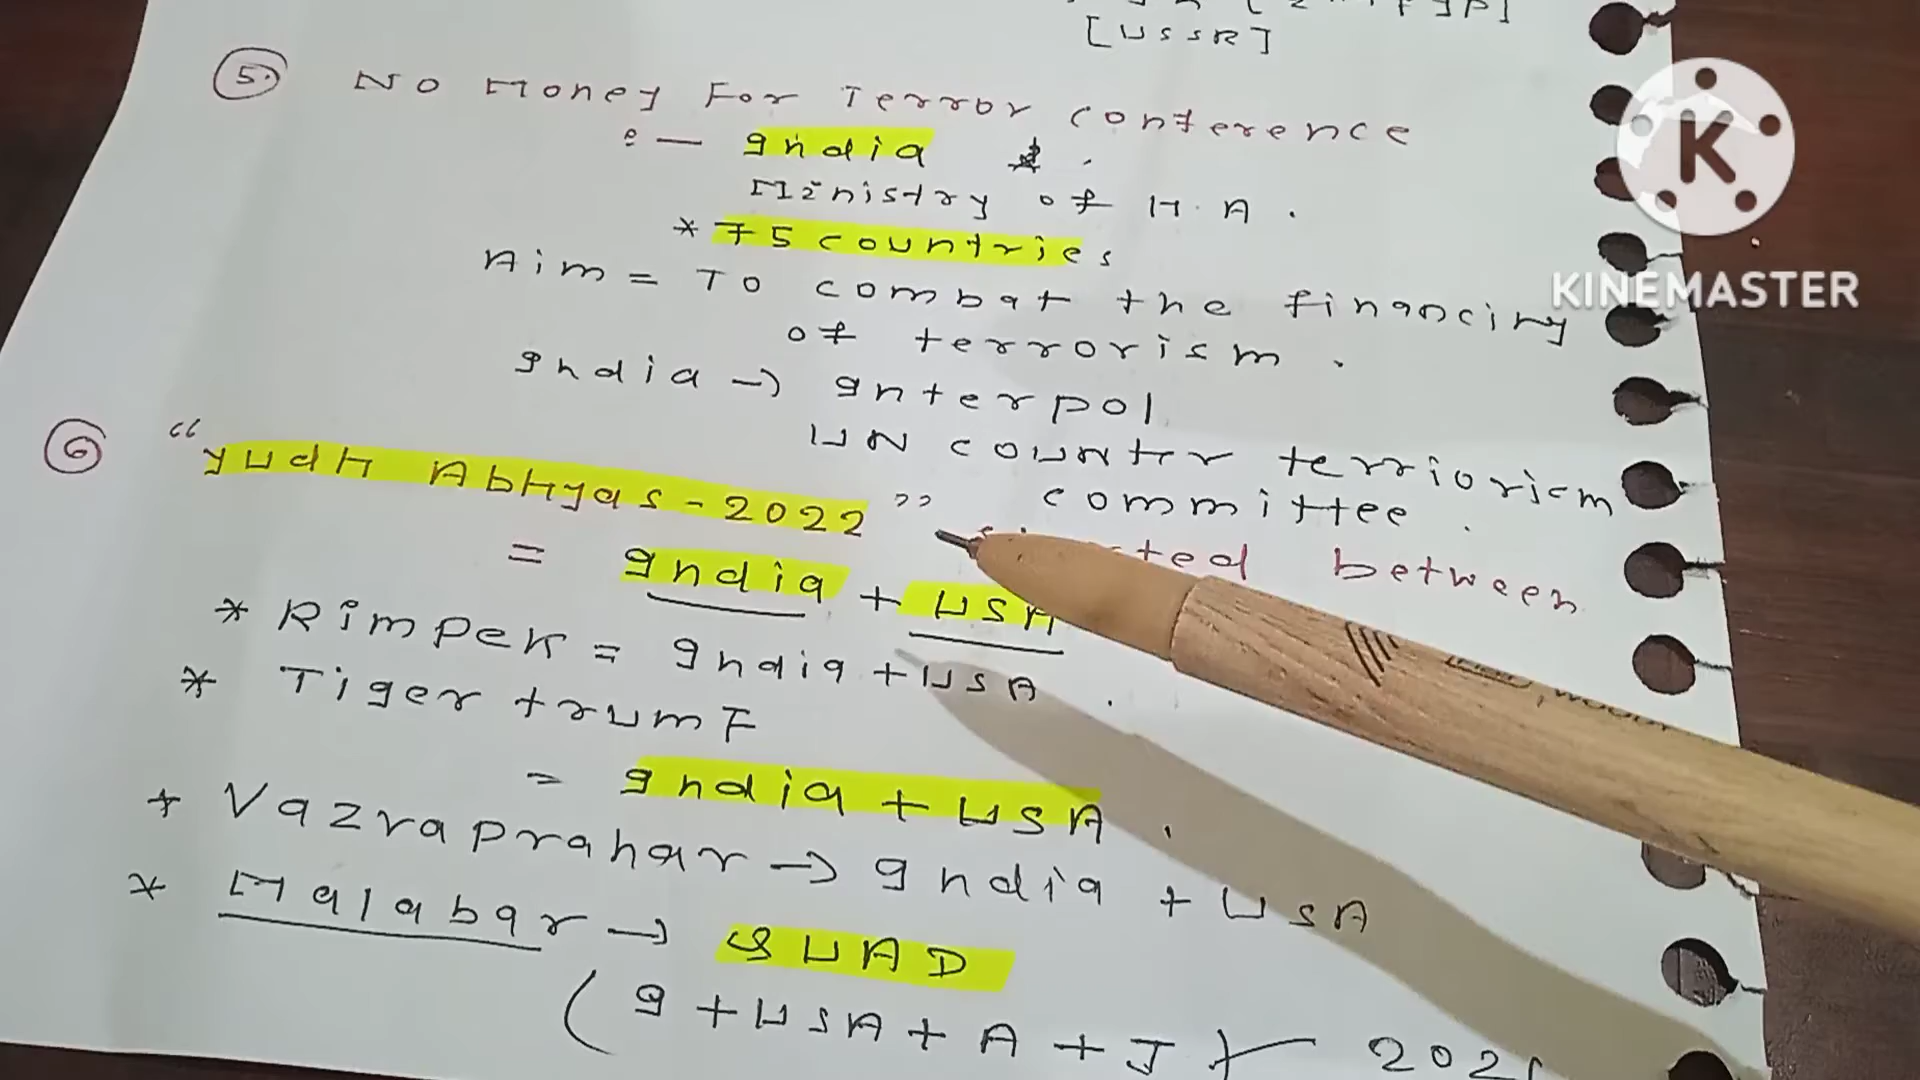 [USSR]
5. No Money For Terror Conference
:- India
Ministry of H.A.
* 75 countries
Aim = To combat the financing
of terrorism.
India → Interpol
UN Counter terriorism
committee.
6 "Yudh Abhyas-2022" between
= India + USA
* Rimpek = India + USA.
* Tiger trumF
= India + USA.
* Vazraprahar → India + USA
* Malabar → QUAD
(I + USA + A + J)
K
KINEMASTER